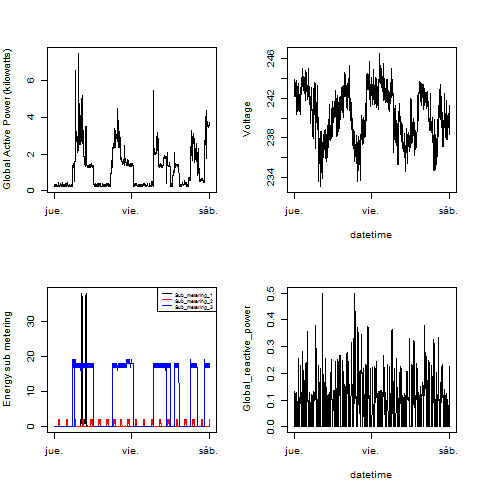 Global Active Power (kilowatts)
0 2 4 6
jue. vie. sáb.
Voltage
234 238 242 246
jue. vie. sáb.
datetime
Energy sub metering
0 10 20 30
Sub_metering_1
Sub_metering_2
Sub_metering_3
jue. vie. sáb.
Global_reactive_power
0.0 0.1 0.2 0.3 0.4 0.5
jue. vie. sáb.
datetime